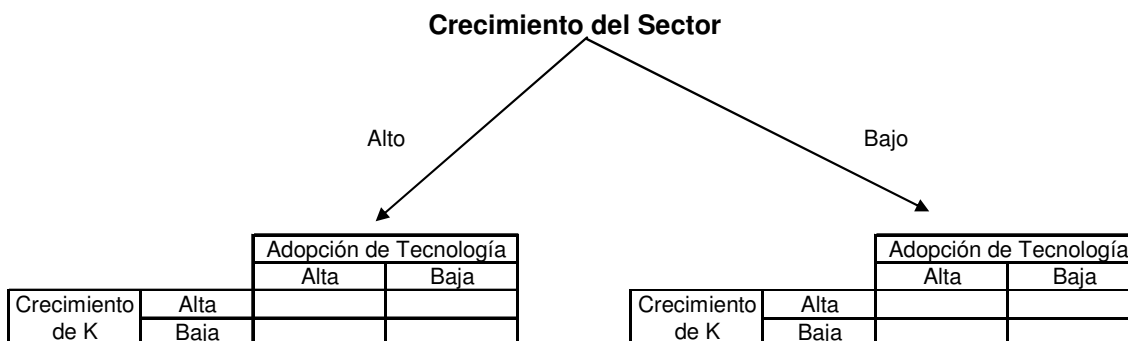 Crecimiento del Sector
Alto
Bajo
Adopción de Tecnología
Alta Baja
Crecimiento Alta
de K Baja
Adopción de Tecnología
Alta Baja
Crecimiento Alta
de K Baja